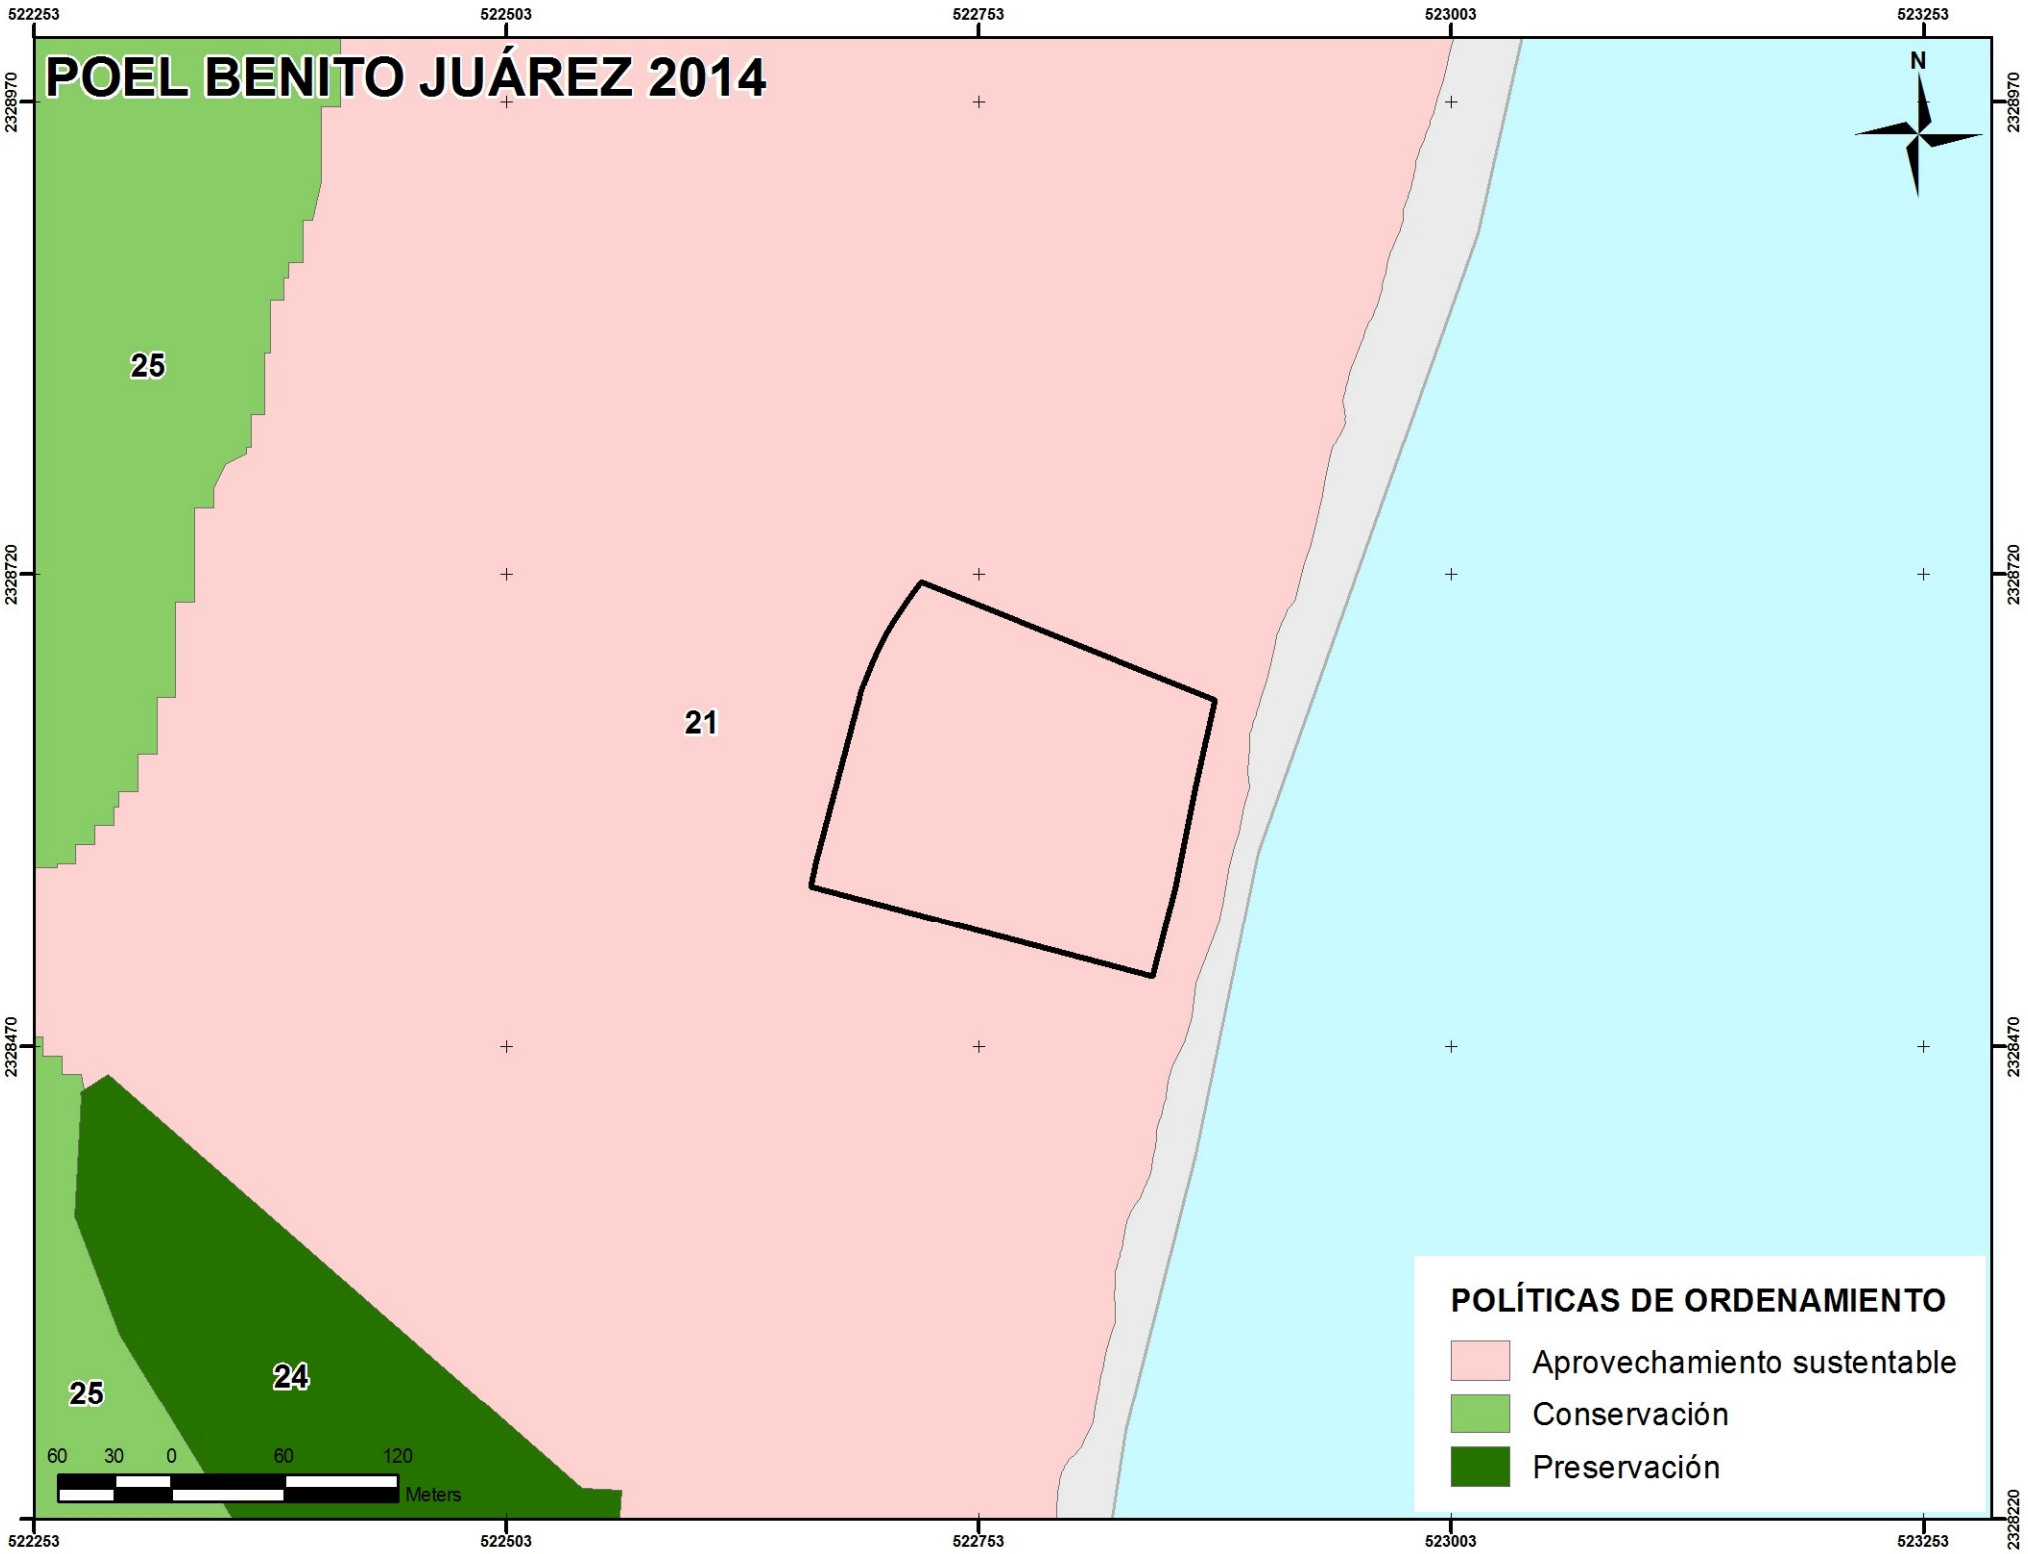 522253 522503 522753 523003 523253
POEL BENITO JUÁREZ 2014
N
2328970 2328970
25
2328720 2328720
21
2328470 2328470
POLÍTICAS DE ORDENAMIENTO
Aprovechamiento sustentable
24
25
Conservación
60 30 0 60 120
Preservación
Meters
2328220
522253 522503 522753 523003 523253